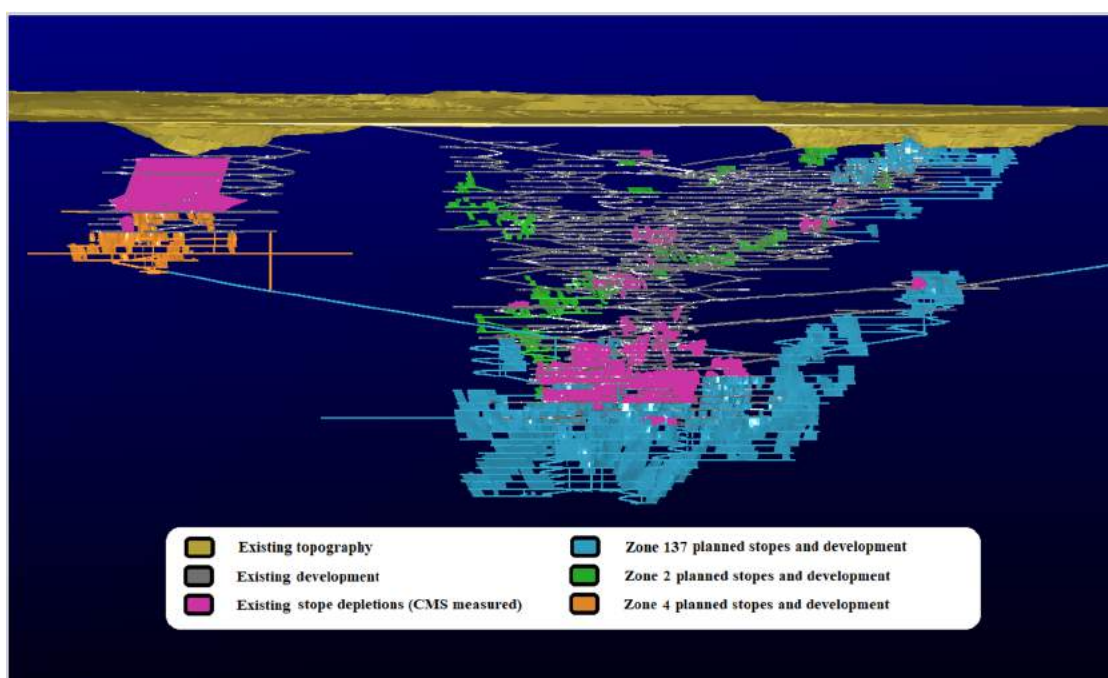 Existing topography
Existing development
Existing stope depletions (CMS measured)
Zone 137 planned stopes and development
Zone 2 planned stopes and development
Zone 4 planned stopes and development